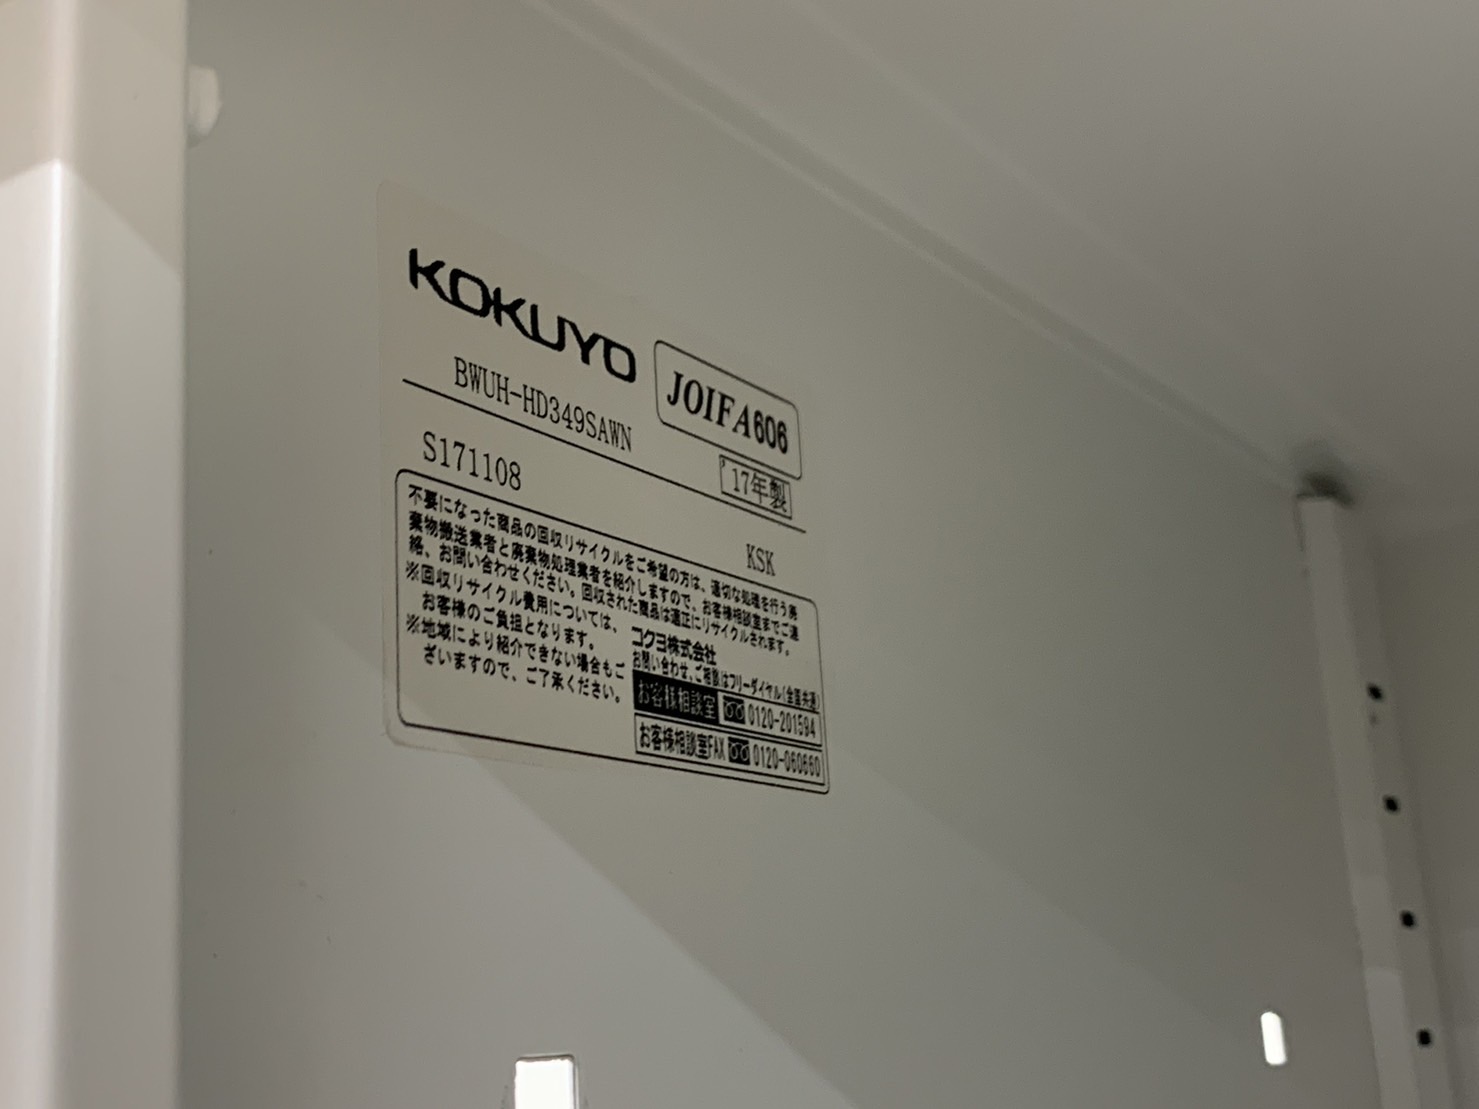 KOKUYO
JOIFA606
BWUH-HD349SAWN
'17年製
S171108
KSK
不要になった商品の回収リサイクルをご希望の方は、適切な処理を行う廃
棄物搬送業者と廃棄物処理業者を紹介しますので、お客様相談室までご連
絡、お問い合わせください。回収された商品は適正にリサイクルされます。
※回収リサイクル費用については、
お客様のご負担となります。
※地域により紹介できない場合もご
ざいますので、ご了承ください。
コクヨ株式会社
お問い合わせ、ご相談はフリーダイヤル(全国共通)
お客様相談室 0120-201594
お客様相談室FAX 0120-060660